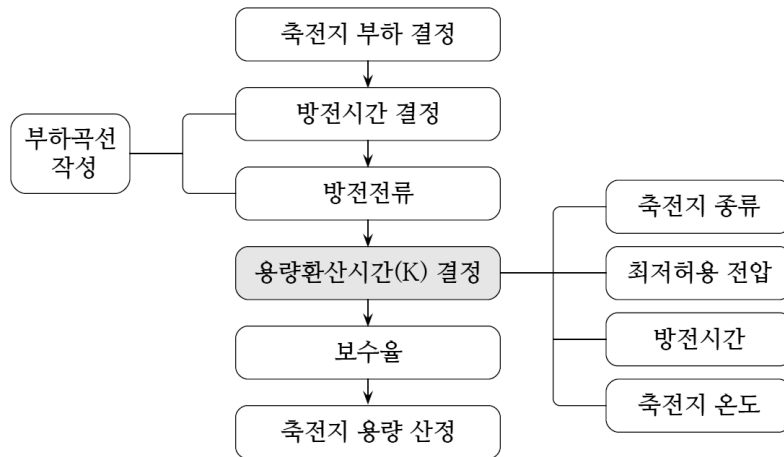 축전지 부하 결정
방전시간 결정
부하곡선
작성
방전전류
용량환산시간(K) 결정
보수율
축전지 용량 산정
축전지 종류
최저허용 전압
방전시간
축전지 온도